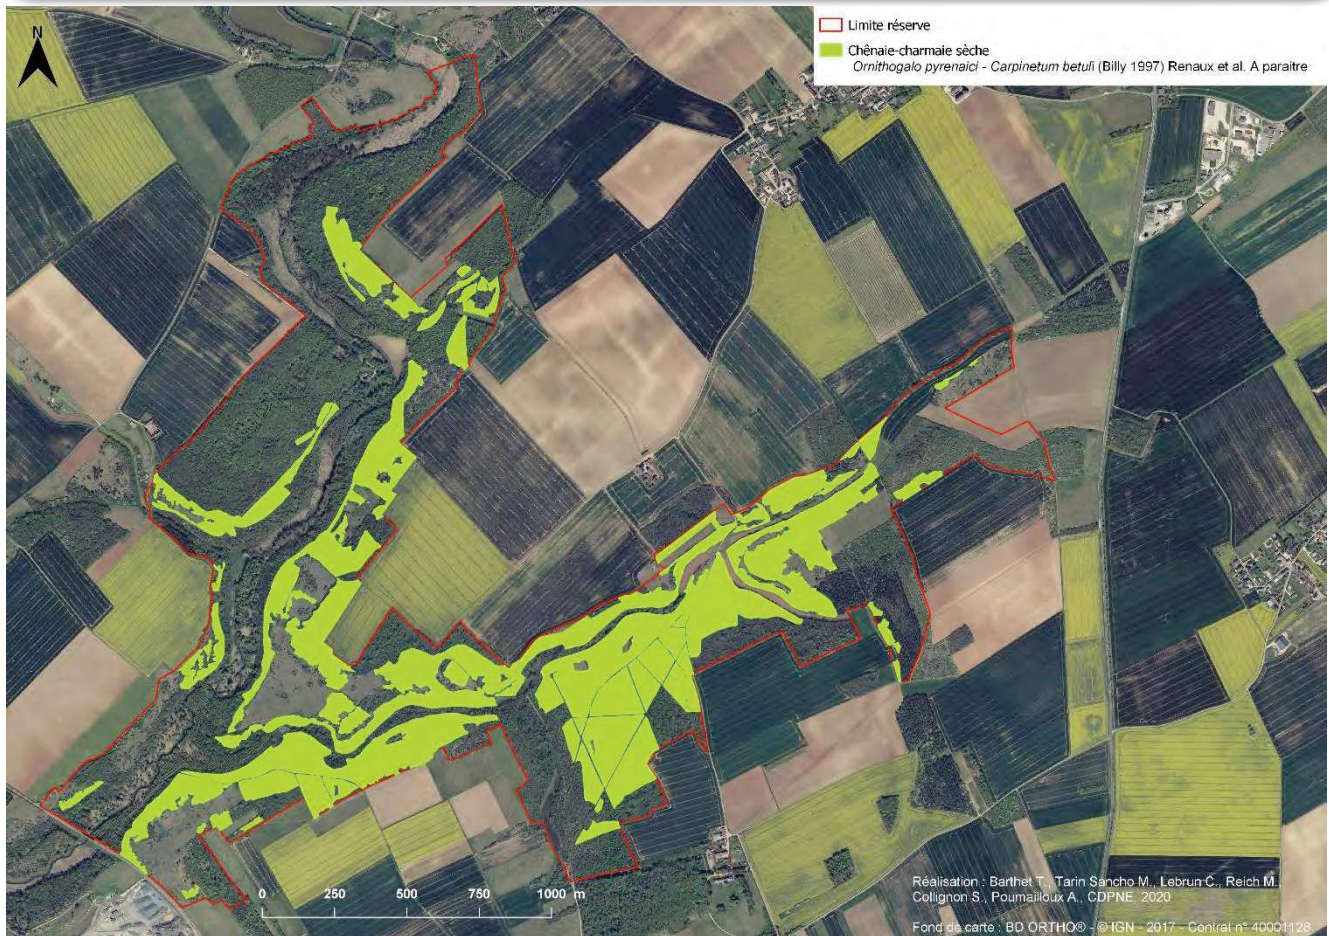 N
Limite réserve
Chênaie-charmaie sèche
Ornithogalo pyrenaici - Carpinetum betuli (Billy 1997) Renaux et al. A paraitre
0 250 500 750 1000 m
Réalisation : Barthet T., Tarin Sancho M., Lebrun C., Reich M.
Collignon S., Poumailloux A., CDPNE, 2020
Fond de carte : BD ORTHO® - © IGN - 2017 - Contrat n° 40001128